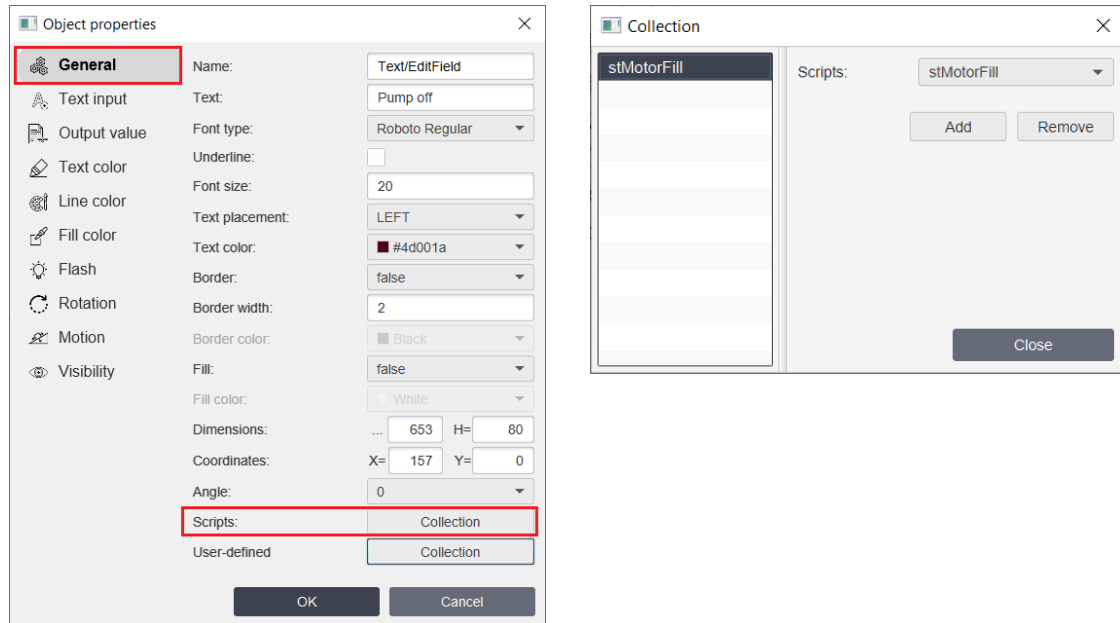 Object properties
General
Text input
Output value
Text color
Line color
Fill color
Flash
Rotation
Motion
Visibility
Name: Text/EditField
Text: Pump off
Font type: Roboto Regular
Underline:
Font size: 20
Text placement: LEFT
Text color: #4d001a
Border: false
Border width: 2
Border color: Black
Fill: false
Fill color: White
Dimensions: ... 653 H= 80
Coordinates: X= 157 Y= 0
Angle: 0
Scripts: Collection
User-defined Collection
OK Cancel
Collection
stMotorFill
Scripts: stMotorFill
Add Remove
Close